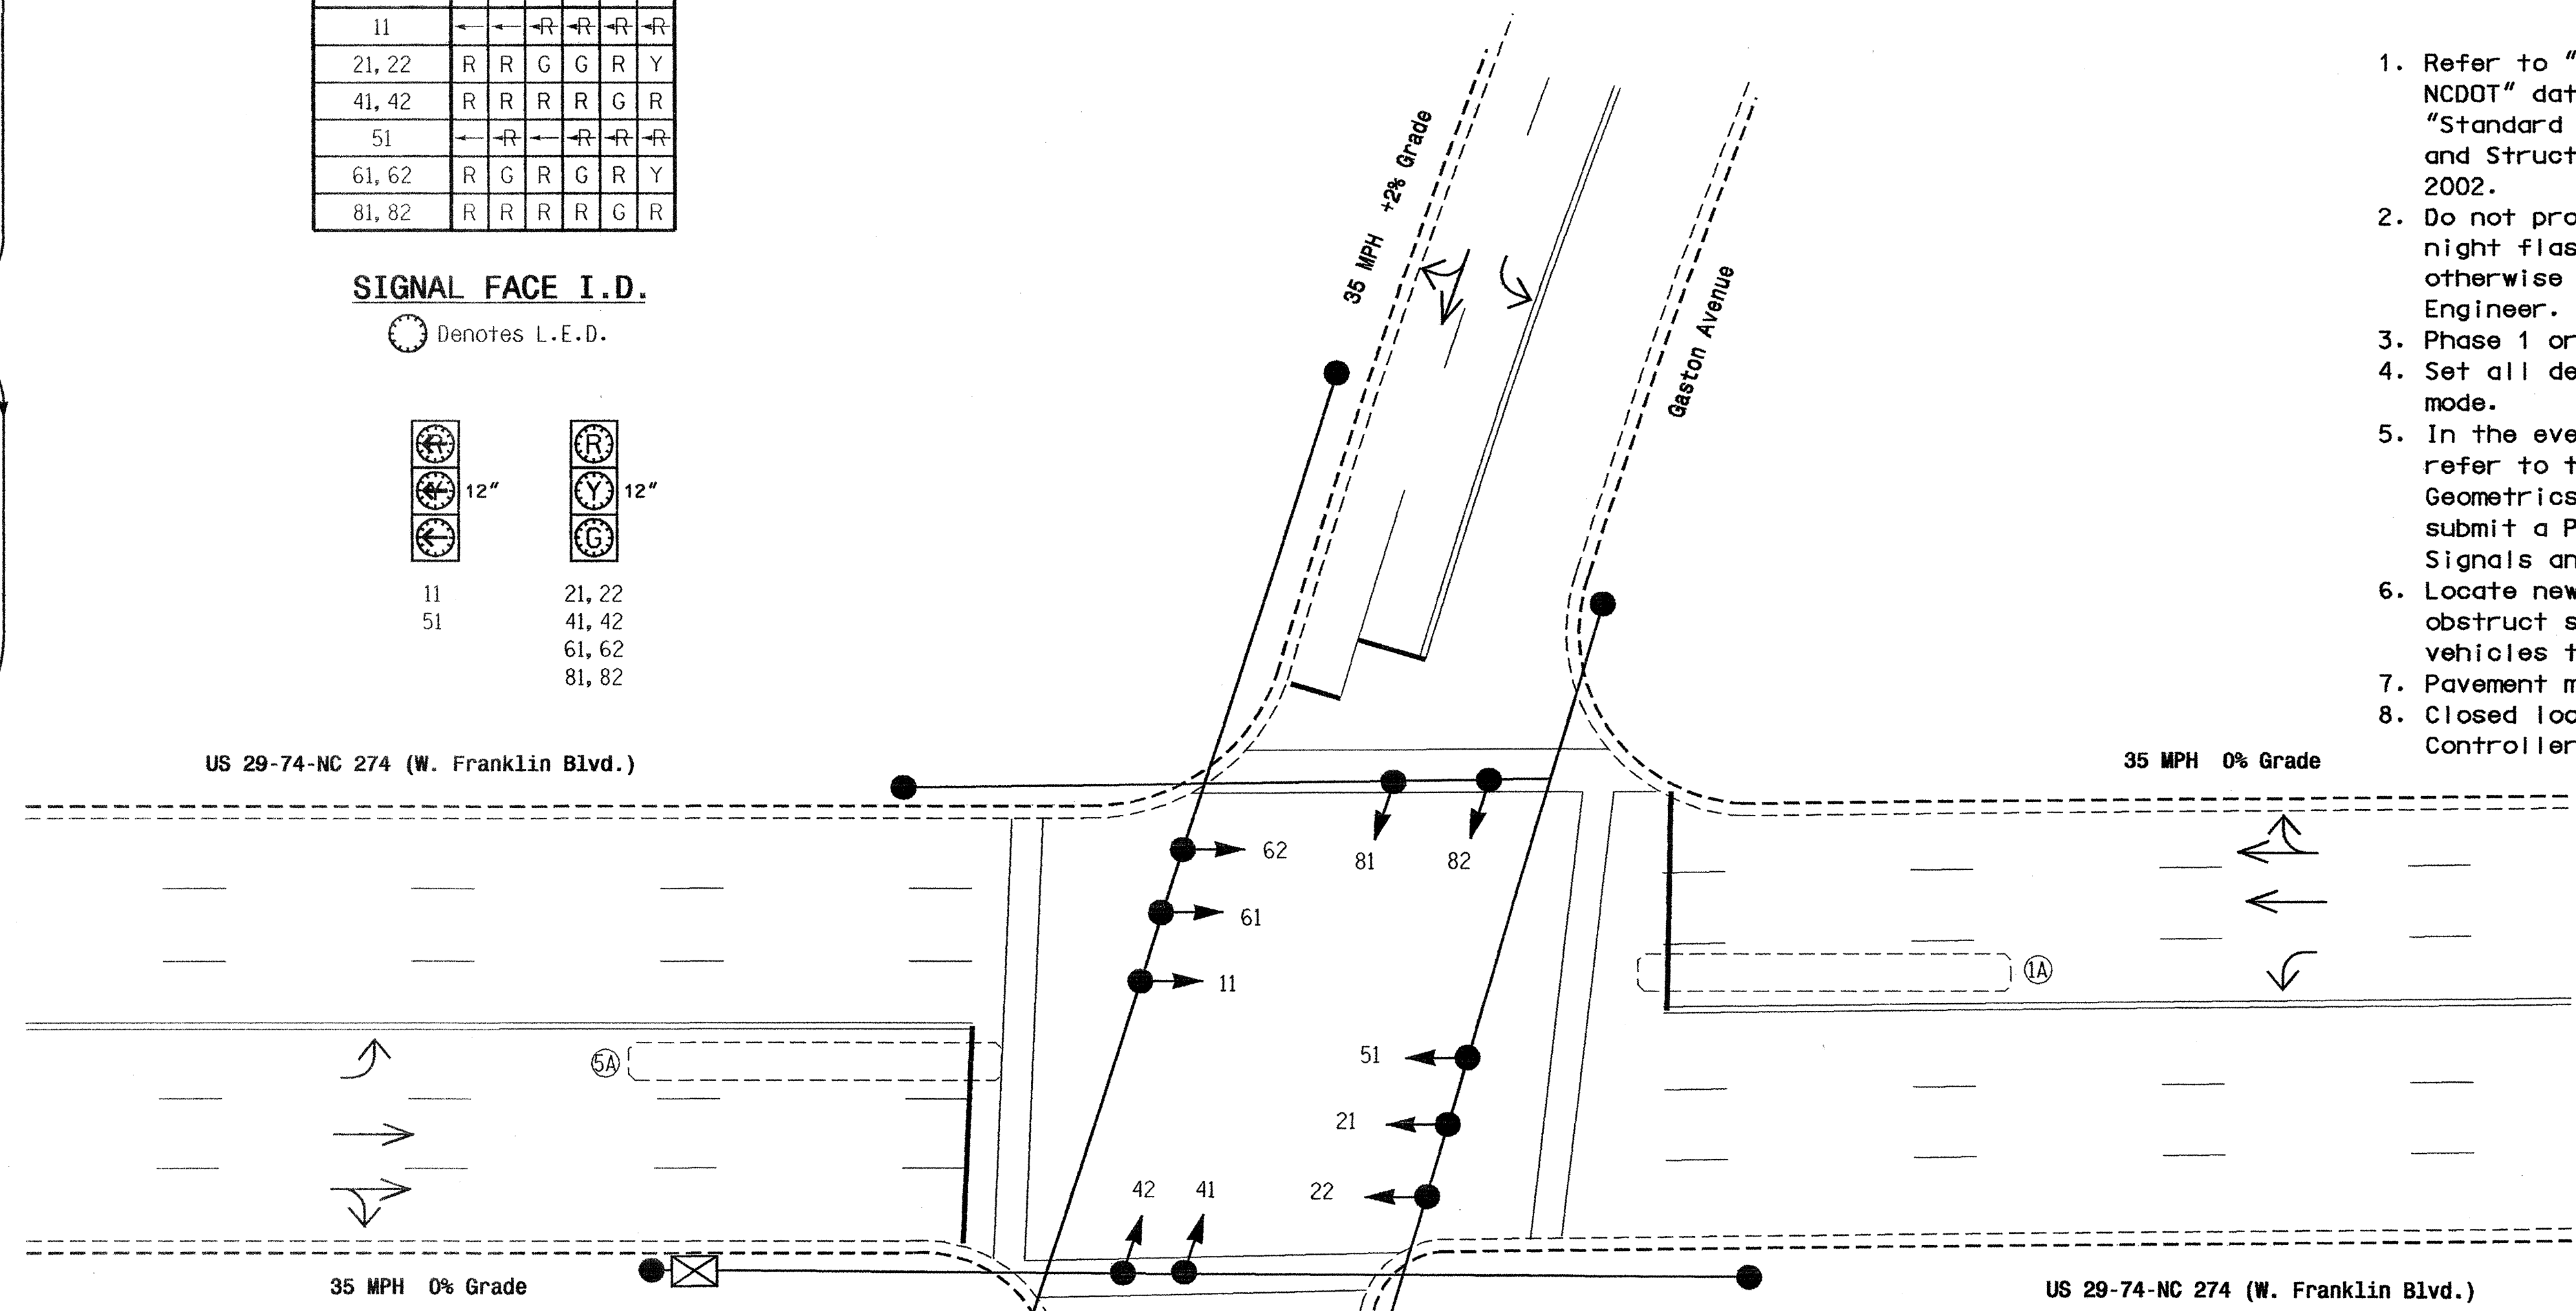 11 ← ← ←R ←R ←R ←R
21, 22 R R G G R Y
41, 42 R R R R G R
51 ← ←R ← ←R ←R ←R
61, 62 R G R G R Y
81, 82 R R R R G R
SIGNAL FACE I.D.
Denotes L.E.D.
R R
Y 12" Y 12"
G
11 21, 22
51 41, 42
61, 62
81, 82
35 MPH +2% Grade
Gaston Avenue
1. Refer to "
NCDOT" dat
"Standard
and Struct
2002.
2. Do not pro
night flas
otherwise
Engineer.
3. Phase 1 or
4. Set all de
mode.
5. In the eve
refer to t
Geometrics
submit a P
Signals an
6. Locate new
obstruct s
vehicles t
7. Pavement m
8. Closed loo
Controller
US 29-74-NC 274 (W. Franklin Blvd.)
35 MPH 0% Grade
62
81
82
61
11
1A
5A
51
21
22
42
41
35 MPH 0% Grade
US 29-74-NC 274 (W. Franklin Blvd.)